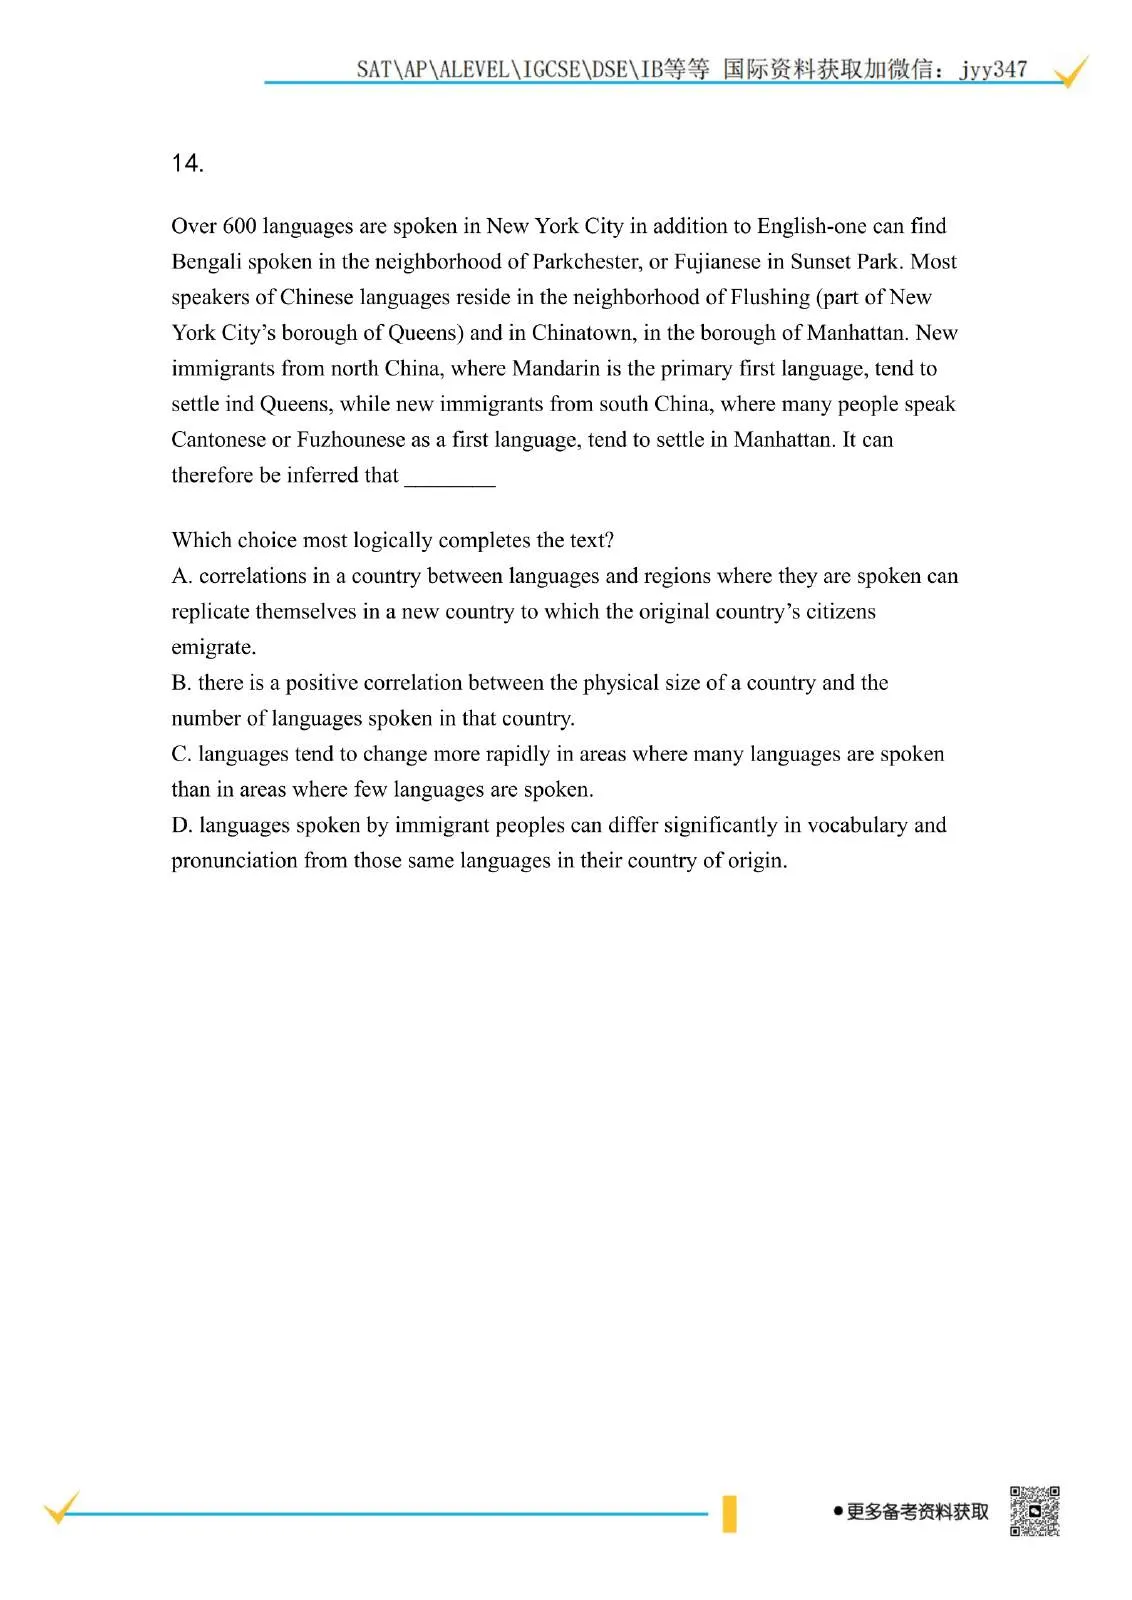 SAT\AP\ALEVEL\IGCSE\DSE\IB等等 国际资料获取加微信：jyy347
14.
Over 600 languages are spoken in New York City in addition to English-one can find
Bengali spoken in the neighborhood of Parkchester, or Fujianese in Sunset Park. Most
speakers of Chinese languages reside in the neighborhood of Flushing (part of New
York City’s borough of Queens) and in Chinatown, in the borough of Manhattan. New
immigrants from north China, where Mandarin is the primary first language, tend to
settle ind Queens, while new immigrants from south China, where many people speak
Cantonese or Fuzhounese as a first language, tend to settle in Manhattan. It can
therefore be inferred that ________
Which choice most logically completes the text?
A. correlations in a country between languages and regions where they are spoken can
replicate themselves in a new country to which the original country’s citizens
emigrate.
B. there is a positive correlation between the physical size of a country and the
number of languages spoken in that country.
C. languages tend to change more rapidly in areas where many languages are spoken
than in areas where few languages are spoken.
D. languages spoken by immigrant peoples can differ significantly in vocabulary and
pronunciation from those same languages in their country of origin.
●更多备考资料获取